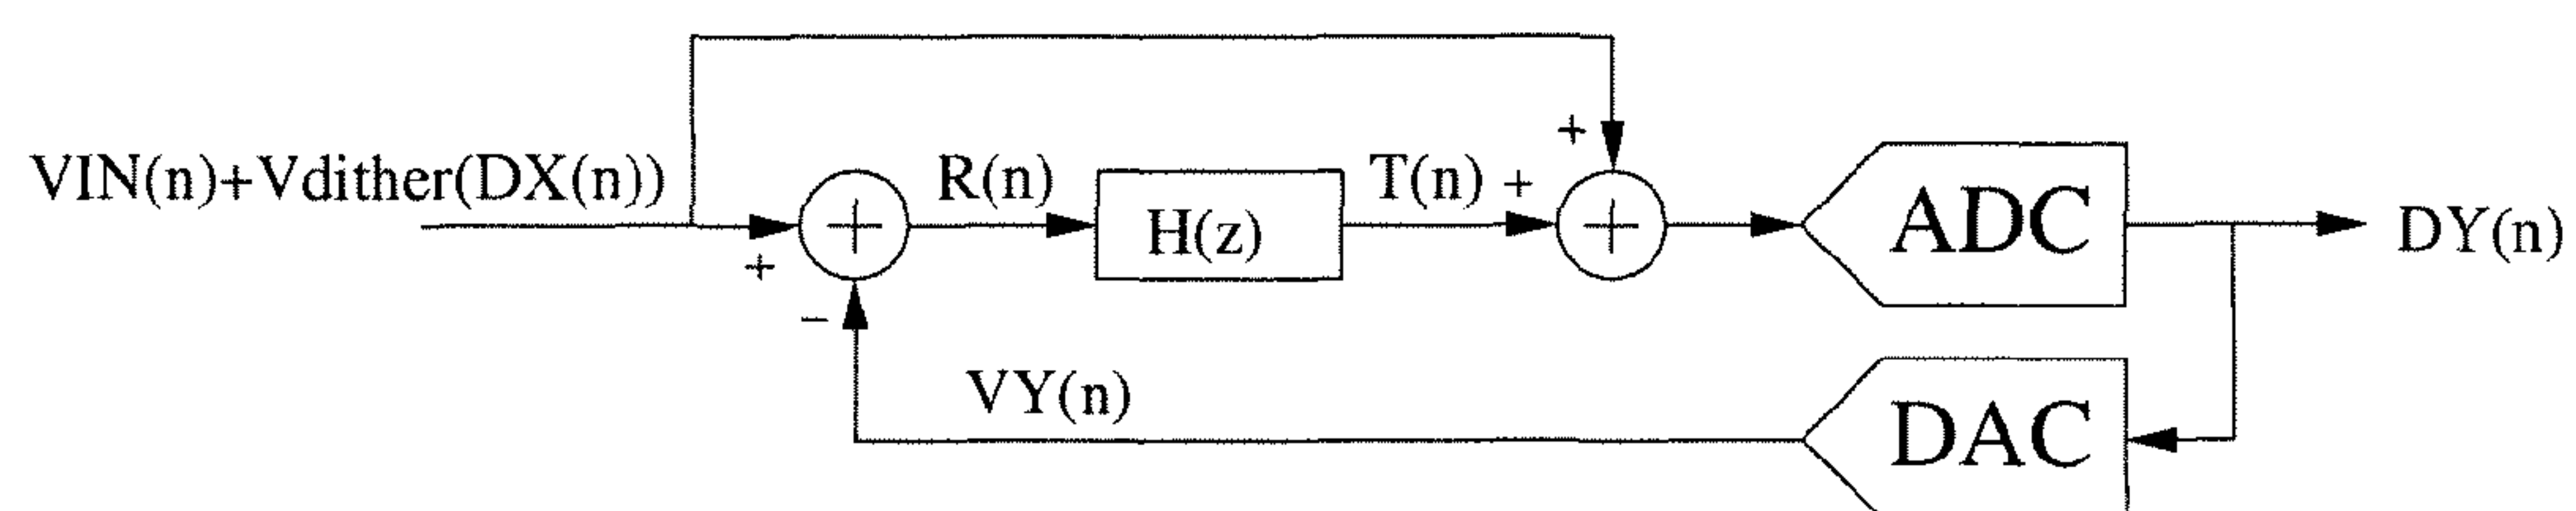 VIN(n)+Vdither(DX(n))
+
−
+
R(n)
H(z)
T(n)
+
+
+
ADC
DY(n)
VY(n)
DAC